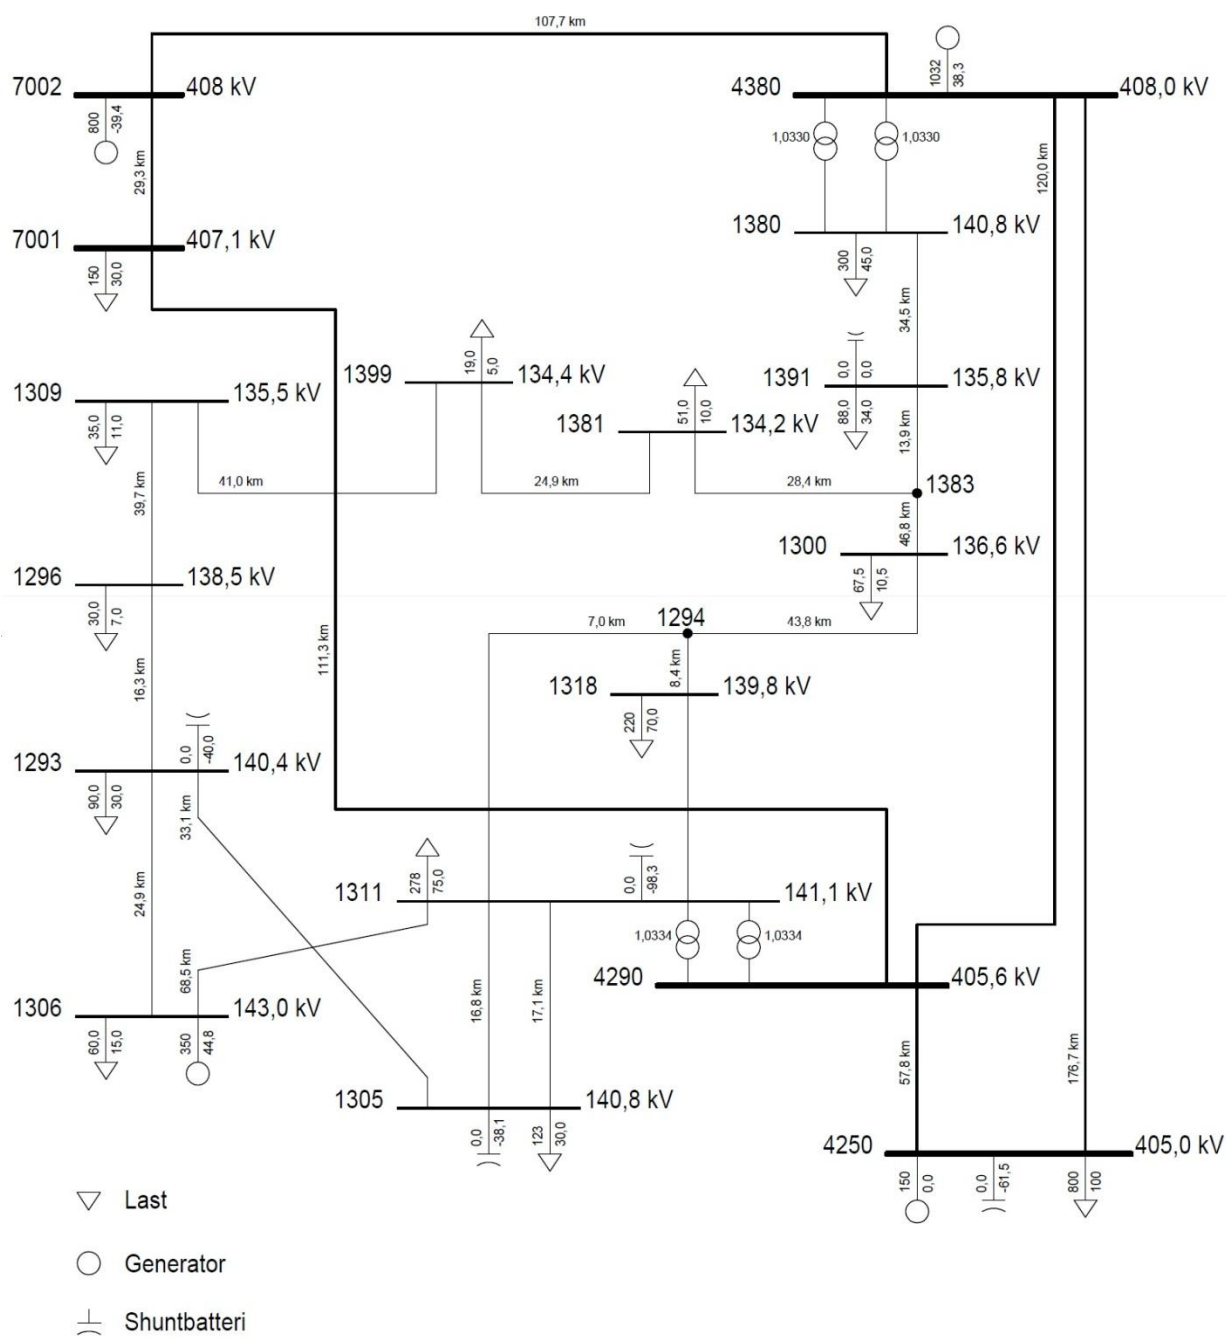 107,7 km
7002
408 kV
800
-39,4
29,3 km
1032
38,3
4380
408,0 kV
1,0330
1,0330
120,0 km
7001
407,1 kV
150
30,0
1380
140,8 kV
300
45,0
34,5 km
1399
19,0
5,0
134,4 kV
1391
0,0
0,0
135,8 kV
88,0
34,0
1309
135,5 kV
35,0
11,0
1381
51,0
10,0
134,2 kV
13,9 km
41,0 km
24,9 km
28,4 km
1383
39,7 km
46,8 km
1300
136,6 kV
67,5
10,5
1296
138,5 kV
30,0
7,0
7,0 km
1294
43,8 km
111,3 km
8,4 km
1318
139,8 kV
220
70,0
16,3 km
1293
0,0
-40,0
140,4 kV
90,0
30,0
33,1 km
24,9 km
1311
278
75,0
0,0
-98,3
141,1 kV
1,0334
1,0334
68,5 km
4290
405,6 kV
1306
143,0 kV
60,0
15,0
350
44,8
16,8 km
17,1 km
57,8 km
176,7 km
1305
140,8 kV
0,0
-38,1
123
30,0
4250
405,0 kV
150
0,0
0,0
-61,5
800
100
Last
Generator
Shuntbatteri